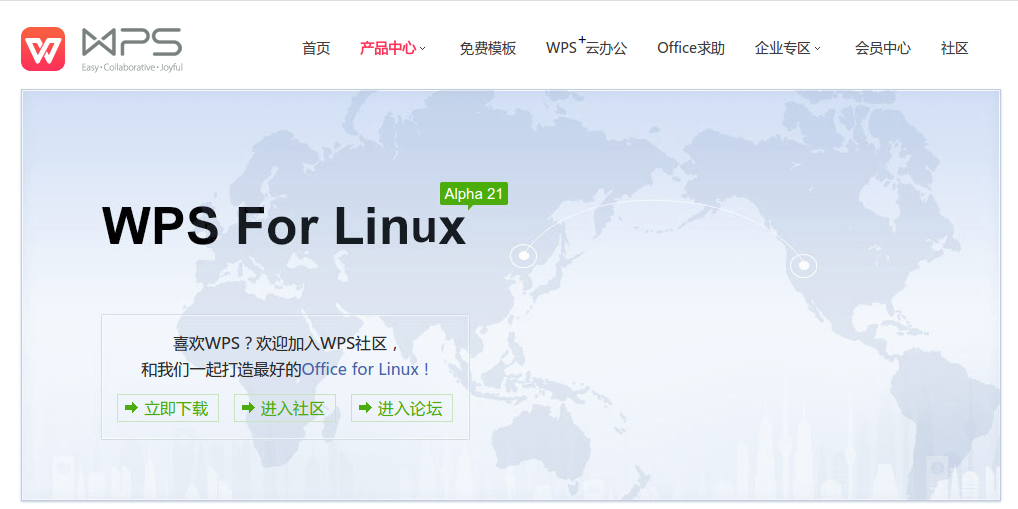 WPS
Easy·Collaborative·Joyful
首页 产品中心 免费模板 WPS+云办公 Office求助 企业专区 会员中心 社区
Alpha 21
WPS For Linux
喜欢WPS？欢迎加入WPS社区，
和我们一起打造最好的Office for Linux！
立即下载 进入社区 进入论坛